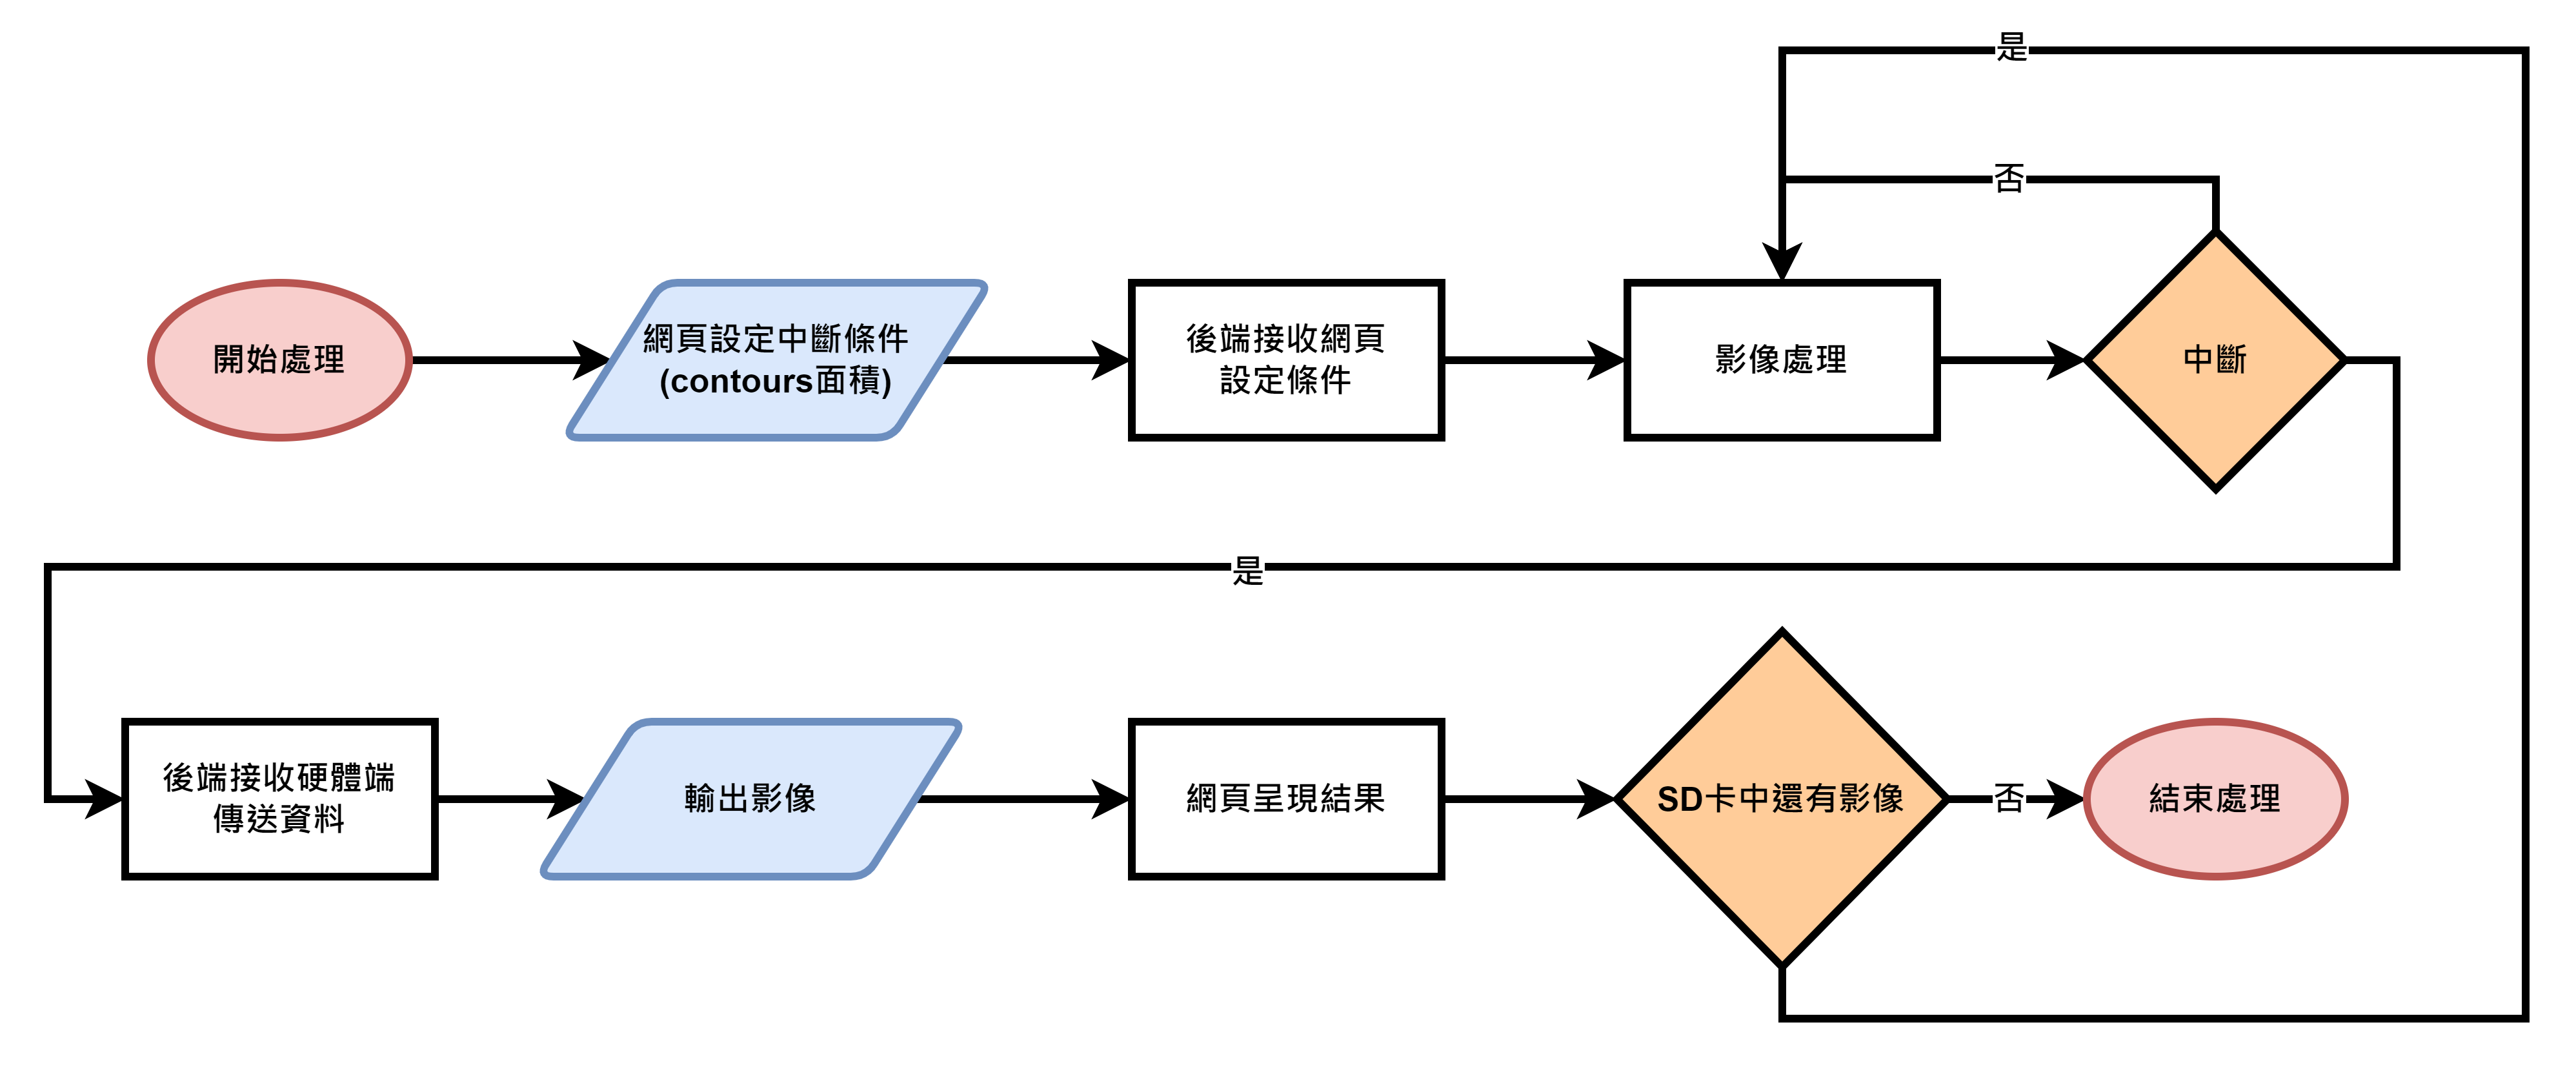 是
否
開始處理
網頁設定中斷條件
(contours面積)
後端接收網頁
設定條件
影像處理
中斷
是
後端接收硬體端
傳送資料
輸出影像
網頁呈現結果
SD卡中還有影像
否
結束處理